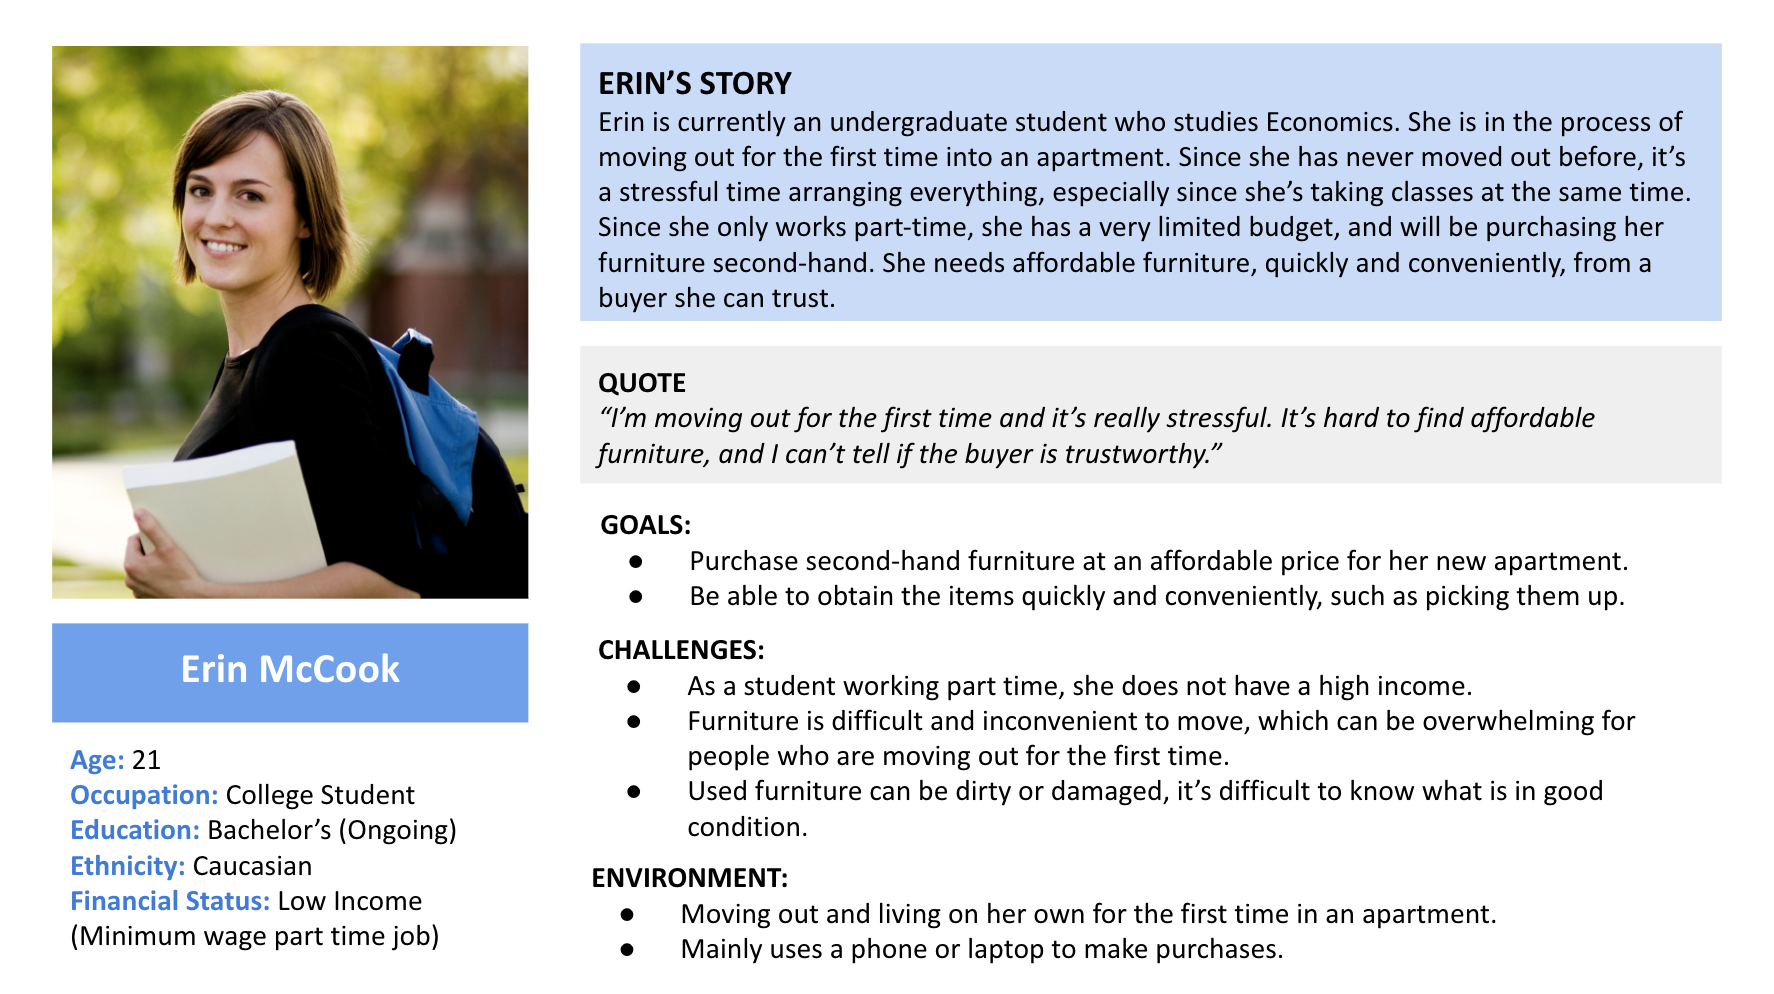 ERIN’S STORY
Erin is currently an undergraduate student who studies Economics. She is in the process of
moving out for the first time into an apartment. Since she has never moved out before, it’s
a stressful time arranging everything, especially since she’s taking classes at the same time.
Since she only works part-time, she has a very limited budget, and will be purchasing her
furniture second-hand. She needs affordable furniture, quickly and conveniently, from a
buyer she can trust.
QUOTE
“I’m moving out for the first time and it’s really stressful. It’s hard to find affordable
furniture, and I can’t tell if the buyer is trustworthy.”
GOALS:
● Purchase second-hand furniture at an affordable price for her new apartment.
● Be able to obtain the items quickly and conveniently, such as picking them up.
CHALLENGES:
● As a student working part time, she does not have a high income.
● Furniture is difficult and inconvenient to move, which can be overwhelming for
people who are moving out for the first time.
● Used furniture can be dirty or damaged, it’s difficult to know what is in good
condition.
ENVIRONMENT:
● Moving out and living on her own for the first time in an apartment.
● Mainly uses a phone or laptop to make purchases.
Erin McCook
Age: 21
Occupation: College Student
Education: Bachelor’s (Ongoing)
Ethnicity: Caucasian
Financial Status: Low Income
(Minimum wage part time job)